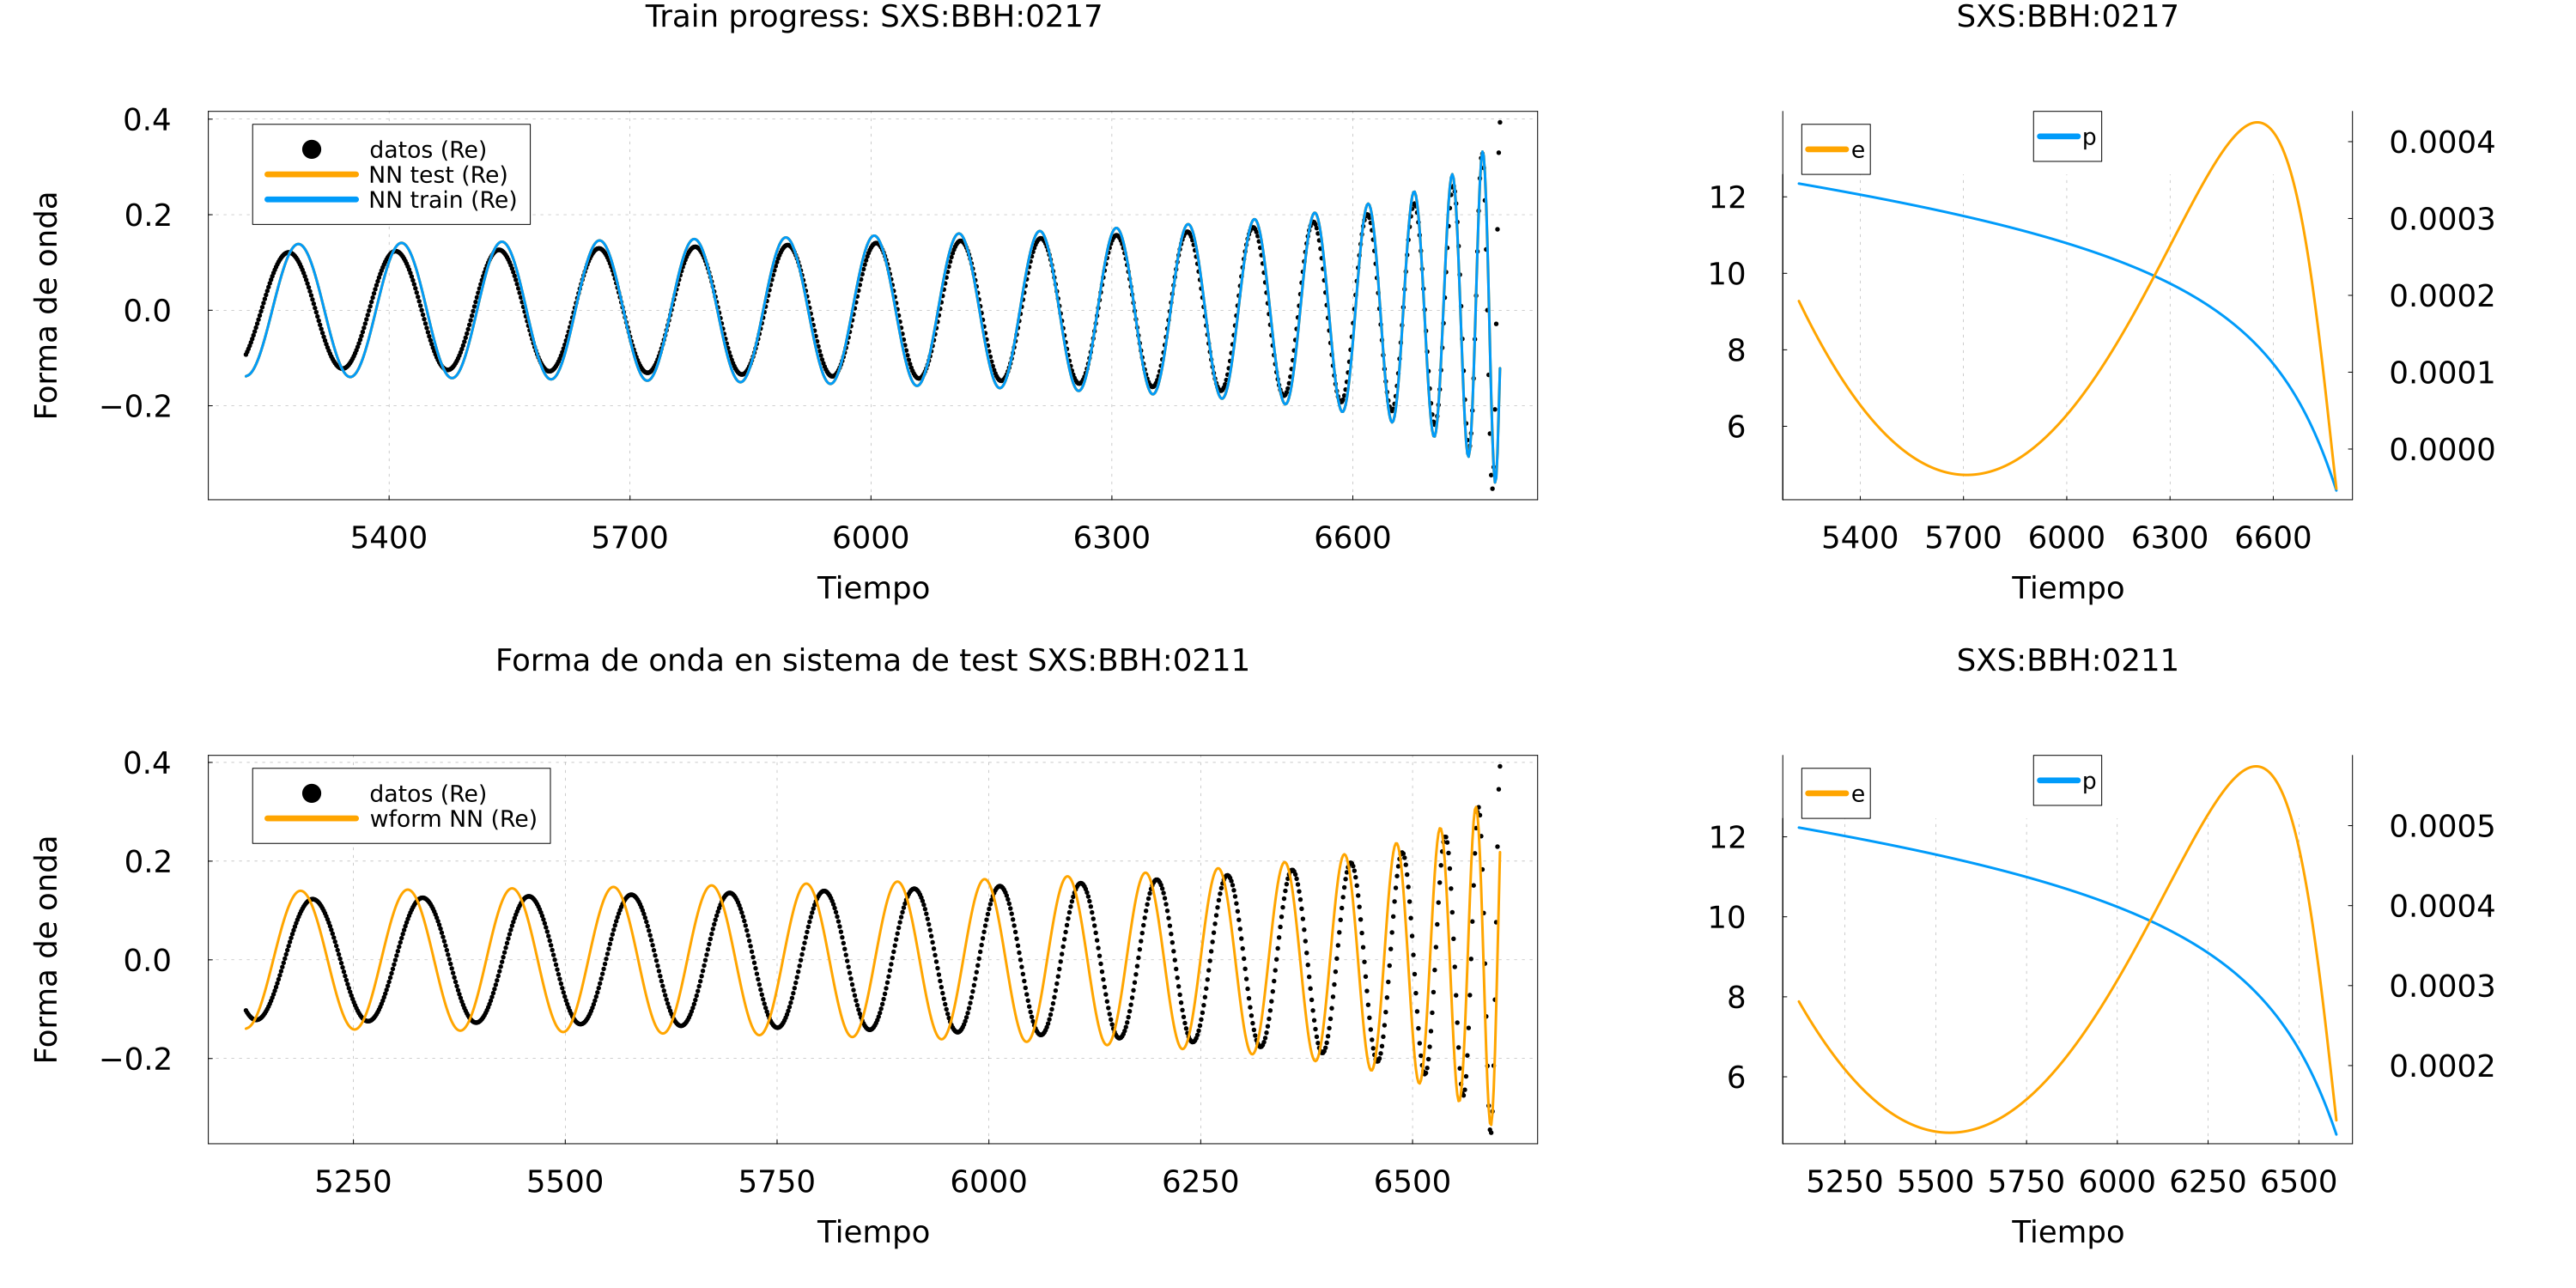 Train progress: SXS:BBH:0217
0.4
0.2
0.0
−0.2
Forma de onda
datos (Re)
NN test (Re)
NN train (Re)
5400 5700 6000 6300 6600
Tiempo
SXS:BBH:0217
e
p
12
10
8
6
0.0004
0.0003
0.0002
0.0001
0.0000
5400 5700 6000 6300 6600
Tiempo
Forma de onda en sistema de test SXS:BBH:0211
0.4
0.2
0.0
−0.2
Forma de onda
datos (Re)
wform NN (Re)
5250 5500 5750 6000 6250 6500
Tiempo
SXS:BBH:0211
e
p
12
10
8
6
0.0005
0.0004
0.0003
0.0002
5250 5500 5750 6000 6250 6500
Tiempo